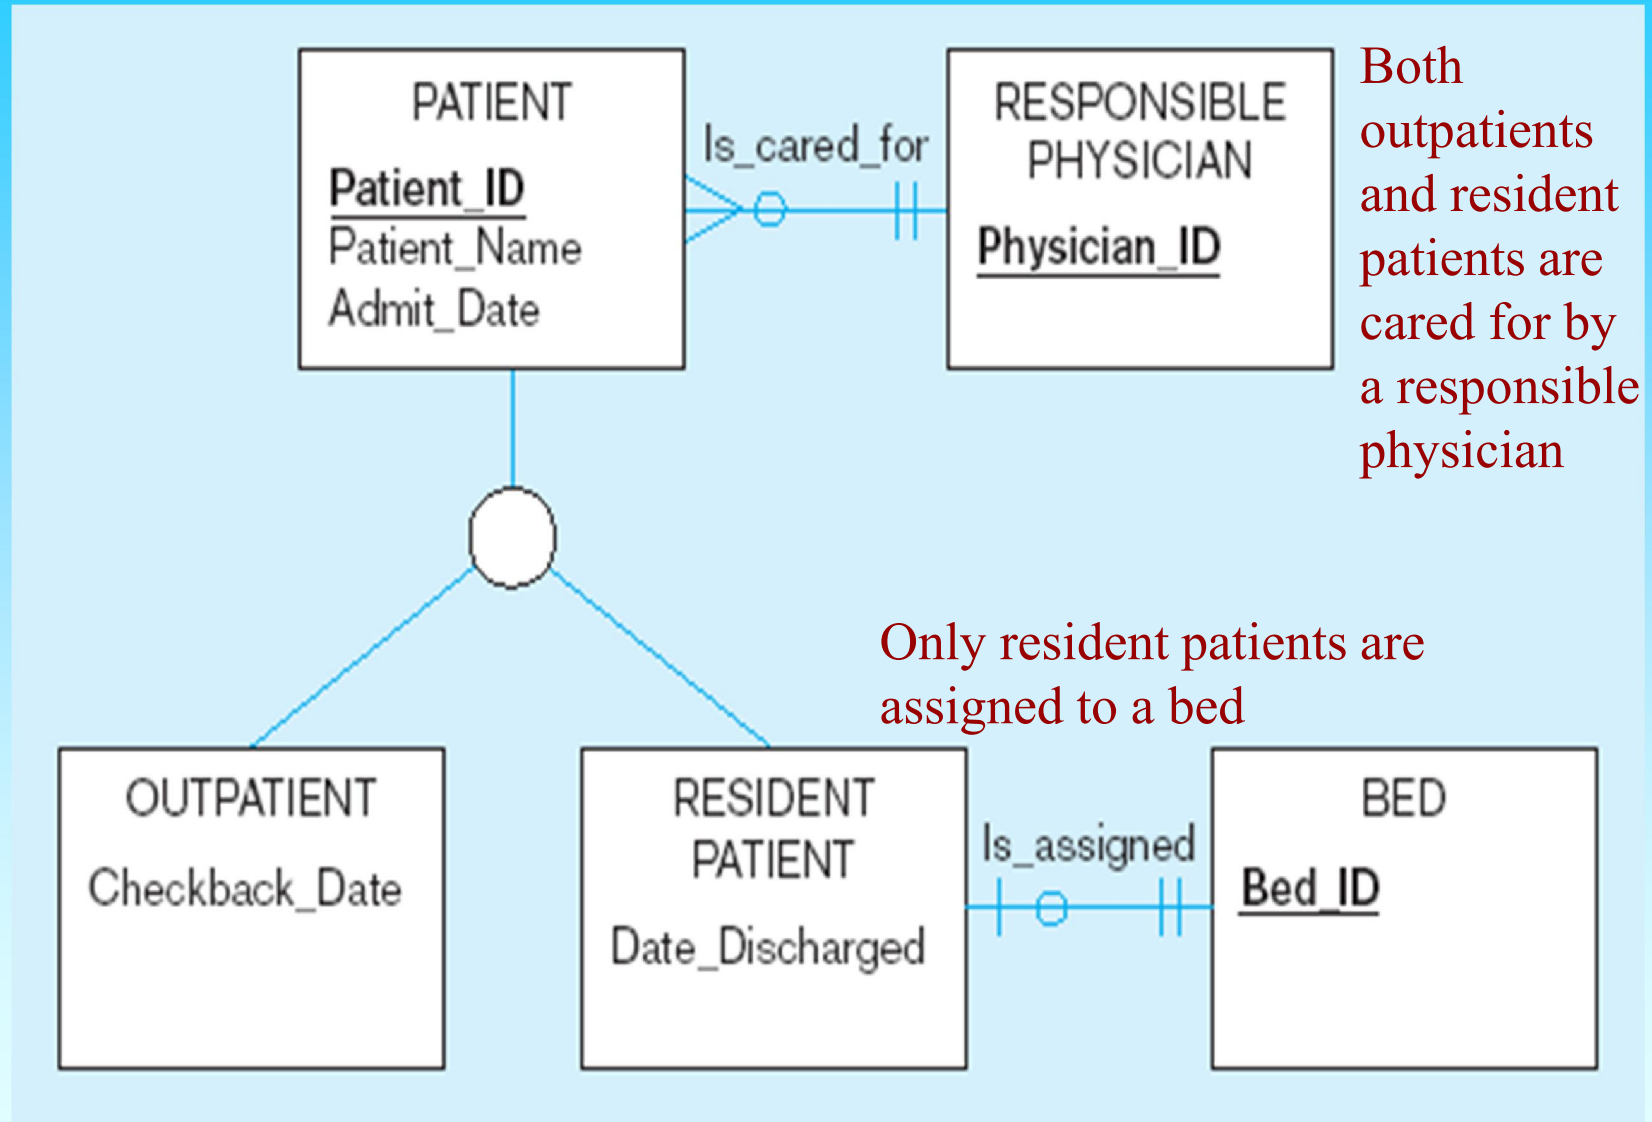 PATIENT
Patient_ID
Patient_Name
Admit_Date
Is_cared_for
RESPONSIBLE
PHYSICIAN
Physician_ID
Both
outpatients
and resident
patients are
cared for by
a responsible
physician
Only resident patients are
assigned to a bed
OUTPATIENT
Checkback_Date
RESIDENT
PATIENT
Date_Discharged
Is_assigned
BED
Bed_ID